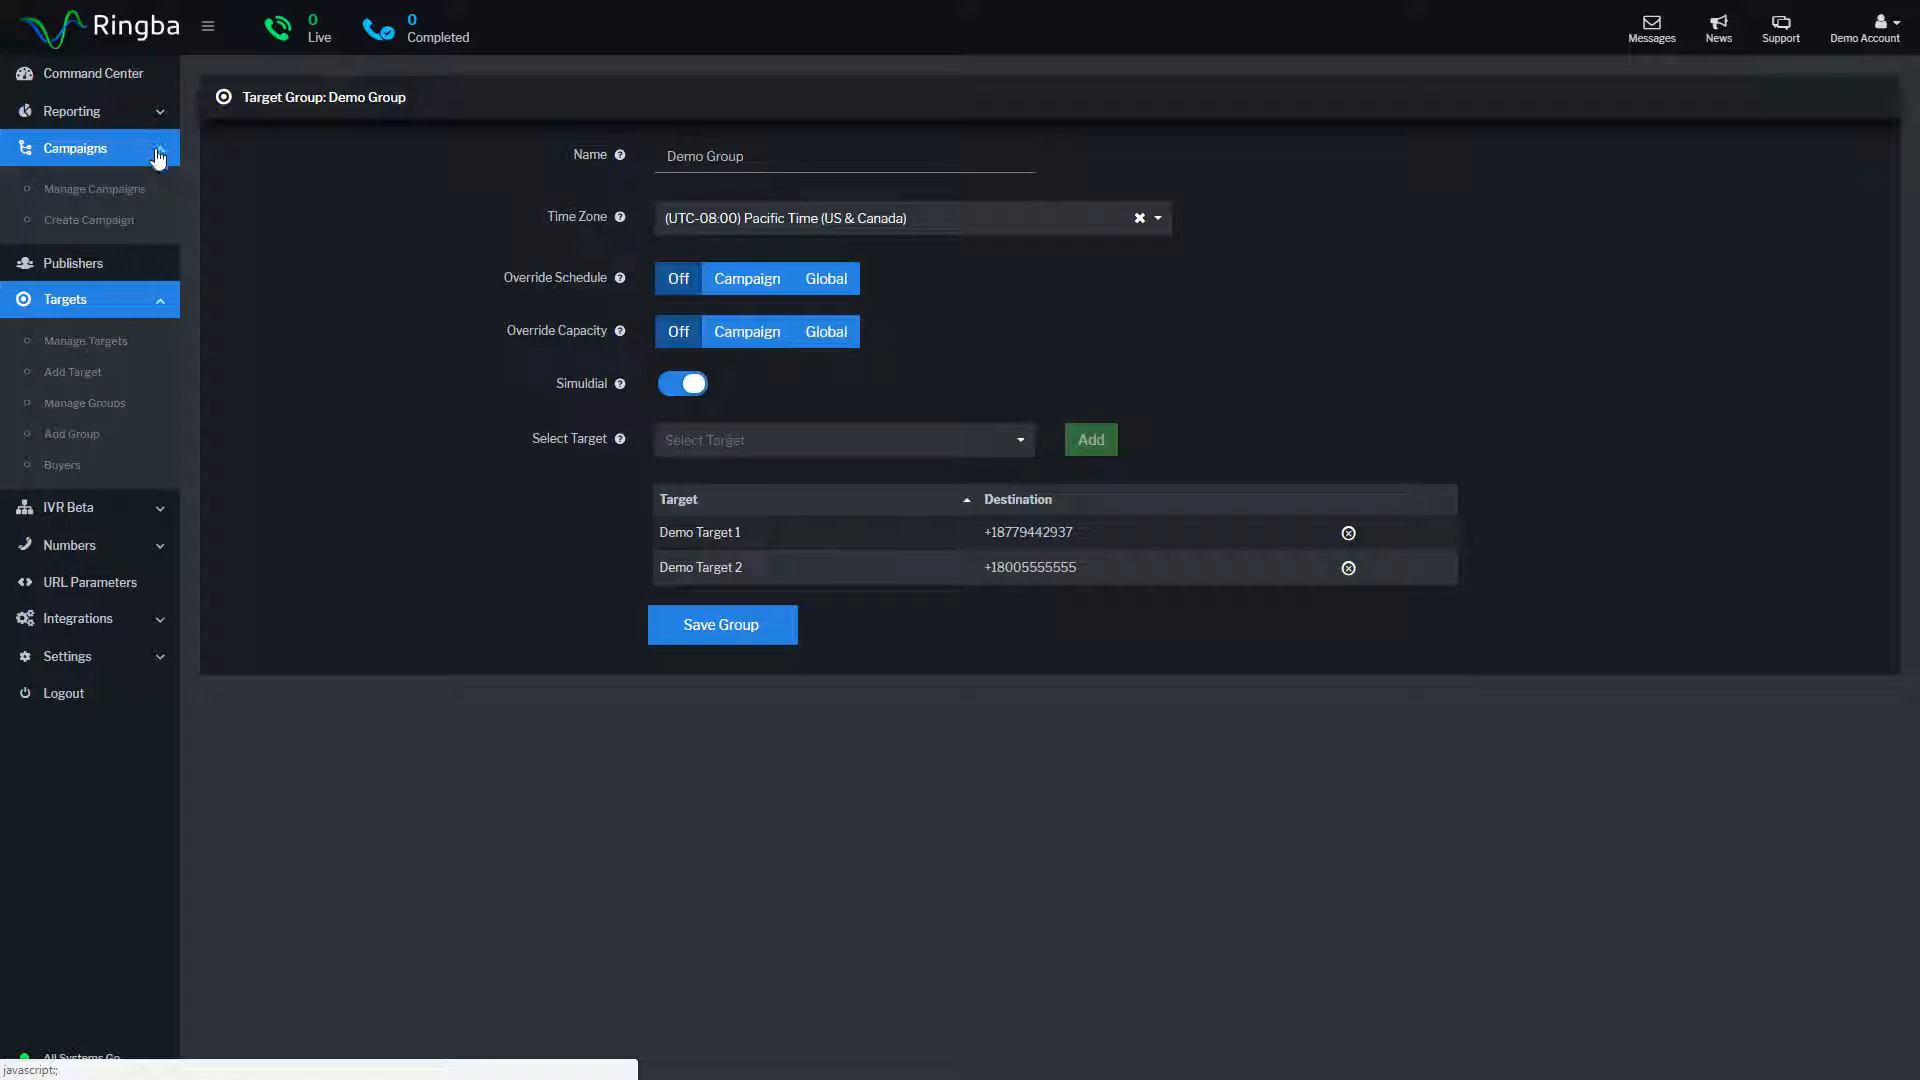 Ringba
0
Live
0
Completed
Messages
News
Support
Demo Account
Command Center
Reporting
Campaigns
Manage Campaigns
Create Campaign
Publishers
Targets
Manage Targets
Add Target
Manage Groups
Add Group
Buyers
IVR Beta
Numbers
URL Parameters
Integrations
Settings
Logout
All Systems Go
javascript:;
Target Group: Demo Group
Name
Demo Group
Time Zone
(UTC-08:00) Pacific Time (US & Canada)
Override Schedule
Off Campaign Global
Override Capacity
Off Campaign Global
Simuldial
Select Target
Select Target
Add
Target Destination
Demo Target 1 +18779442937
Demo Target 2 +18005555555
Save Group